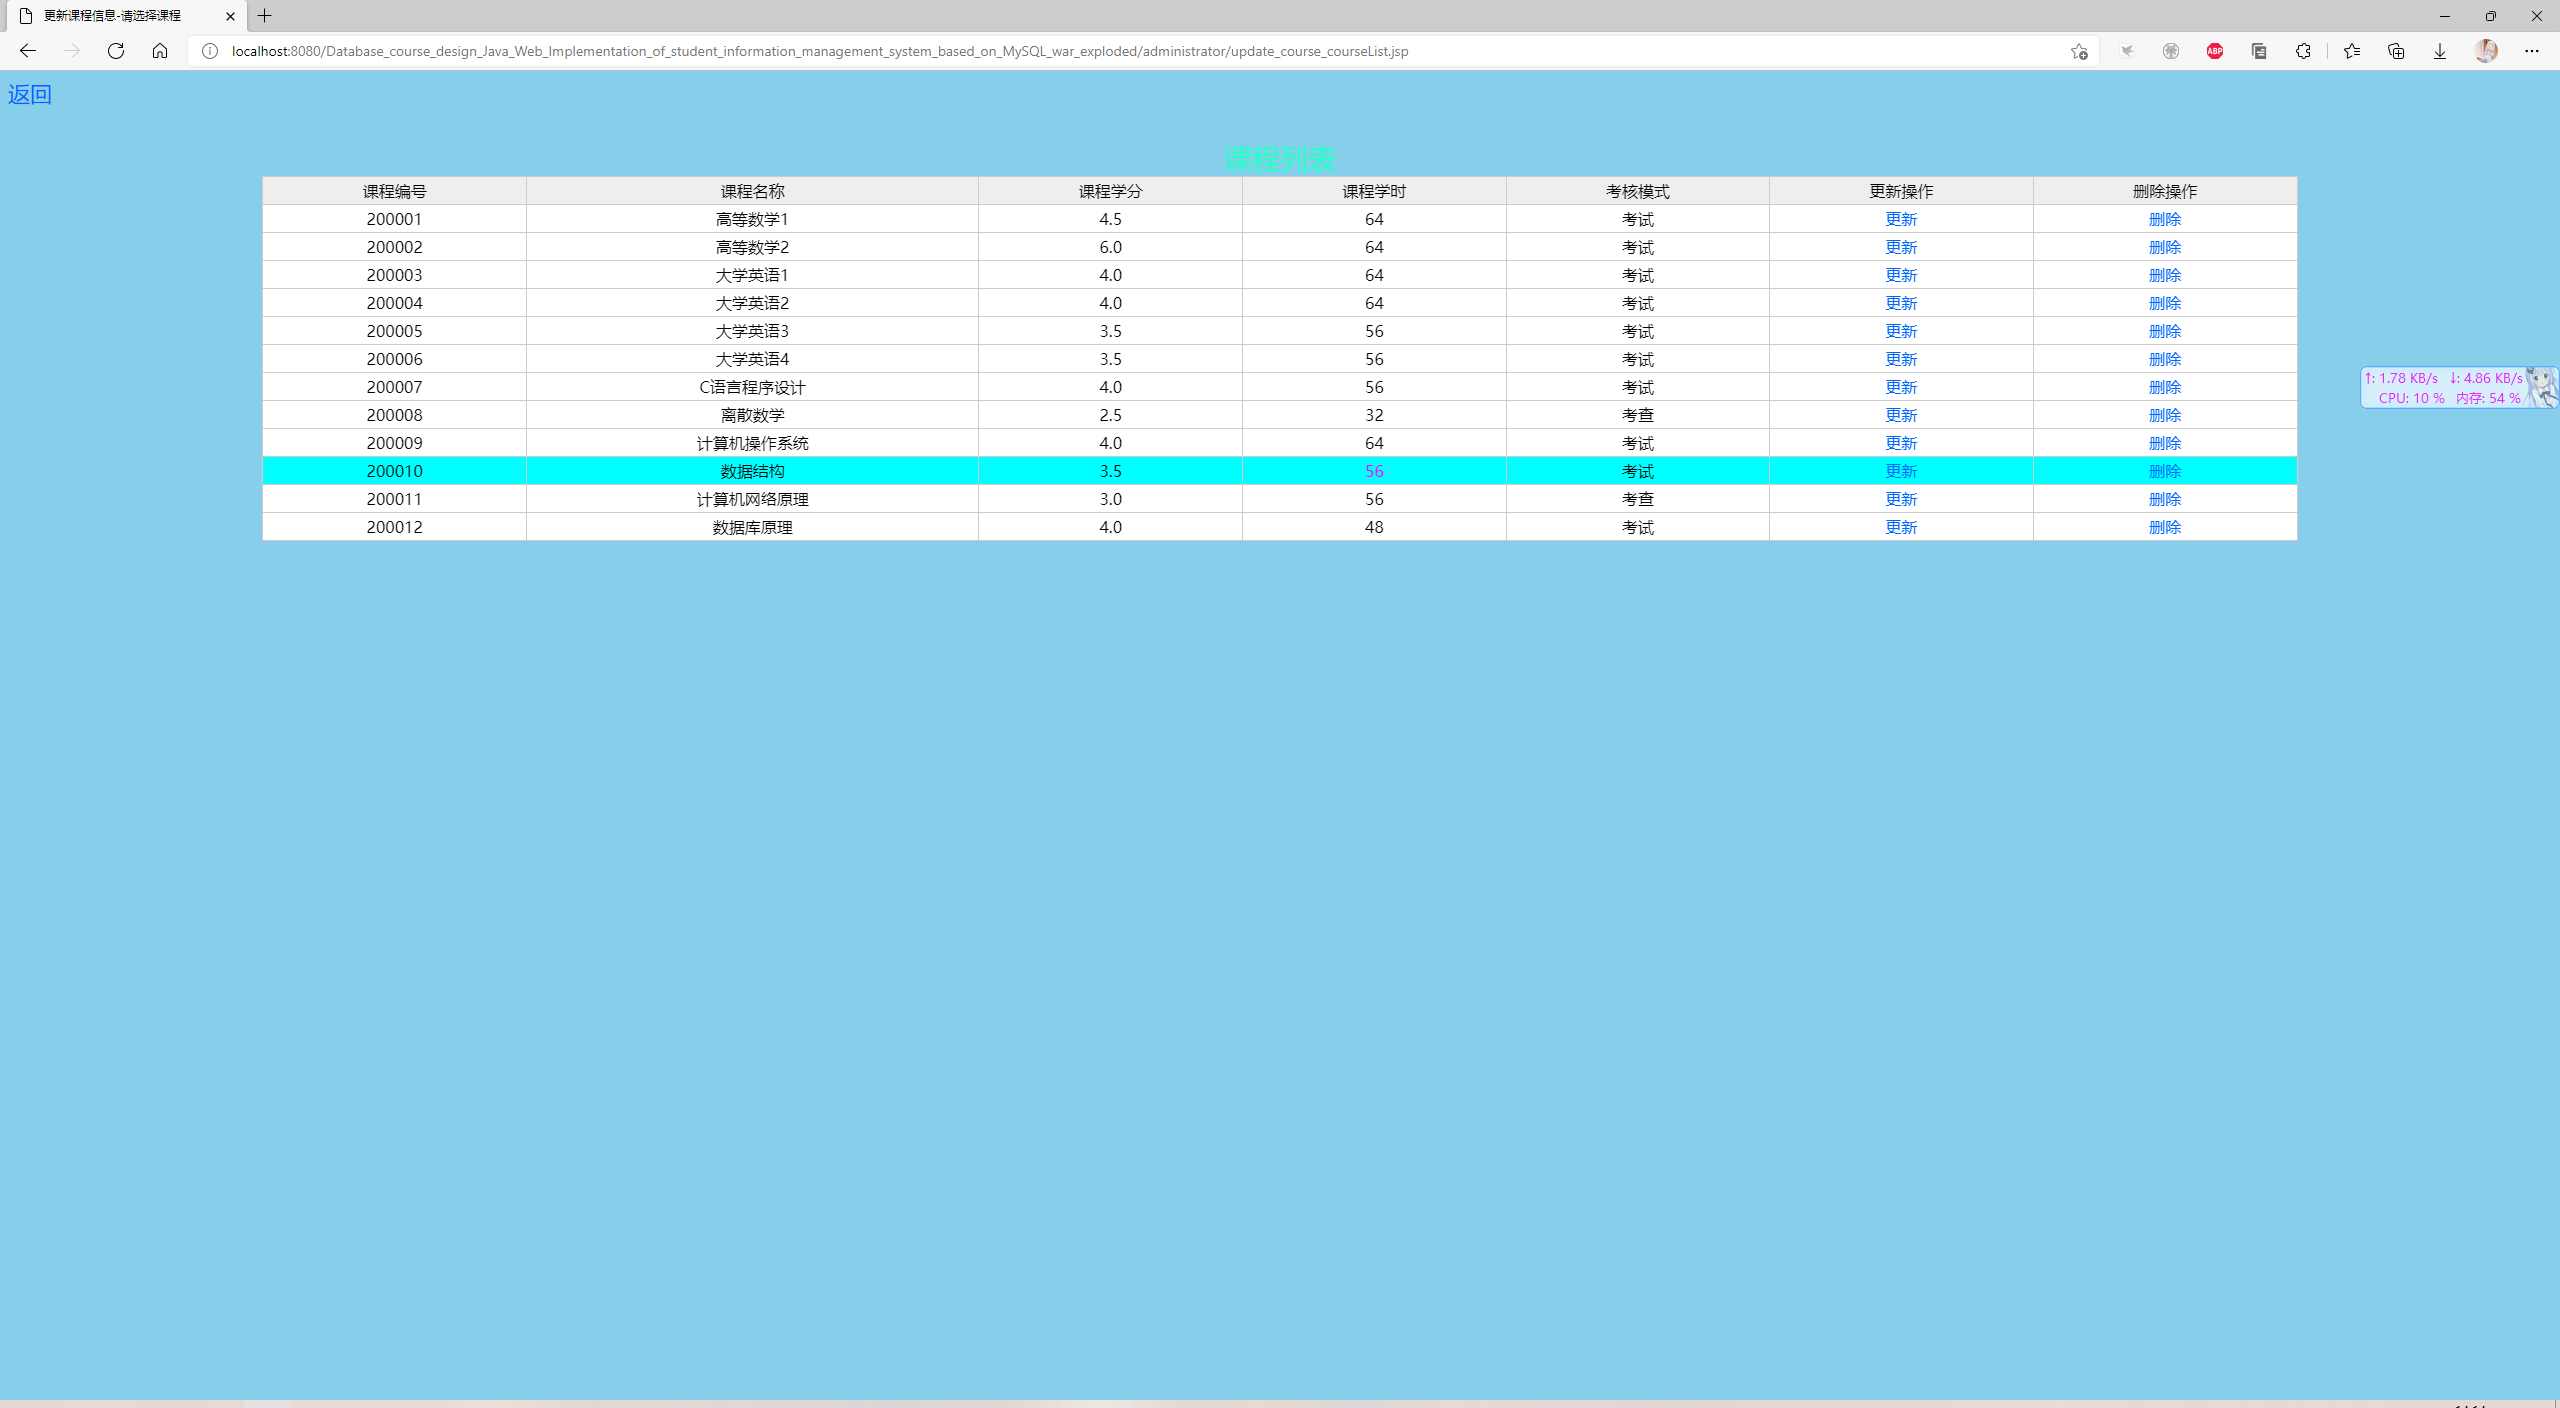 更新课程信息-请选择课程
localhost:8080/Database_course_design_Java_Web_Implementation_of_student_information_management_system_based_on_MySQL_war_exploded/administrator/update_course_courseList.jsp
ABP
返回
课程列表
课程编号 课程名称 课程学分 课程学时 考核模式 更新操作 删除操作
200001 高等数学1 4.5 64 考试 更新 删除
200002 高等数学2 6.0 64 考试 更新 删除
200003 大学英语1 4.0 64 考试 更新 删除
200004 大学英语2 4.0 64 考试 更新 删除
200005 大学英语3 3.5 56 考试 更新 删除
200006 大学英语4 3.5 56 考试 更新 删除
200007 C语言程序设计 4.0 56 考试 更新 删除
200008 离散数学 2.5 32 考查 更新 删除
200009 计算机操作系统 4.0 64 考试 更新 删除
200010 数据结构 3.5 56 考试 更新 删除
200011 计算机网络原理 3.0 56 考查 更新 删除
200012 数据库原理 4.0 48 考试 更新 删除
↑: 1.78 KB/s ↓: 4.86 KB/s
CPU: 10 % 内存: 54 %